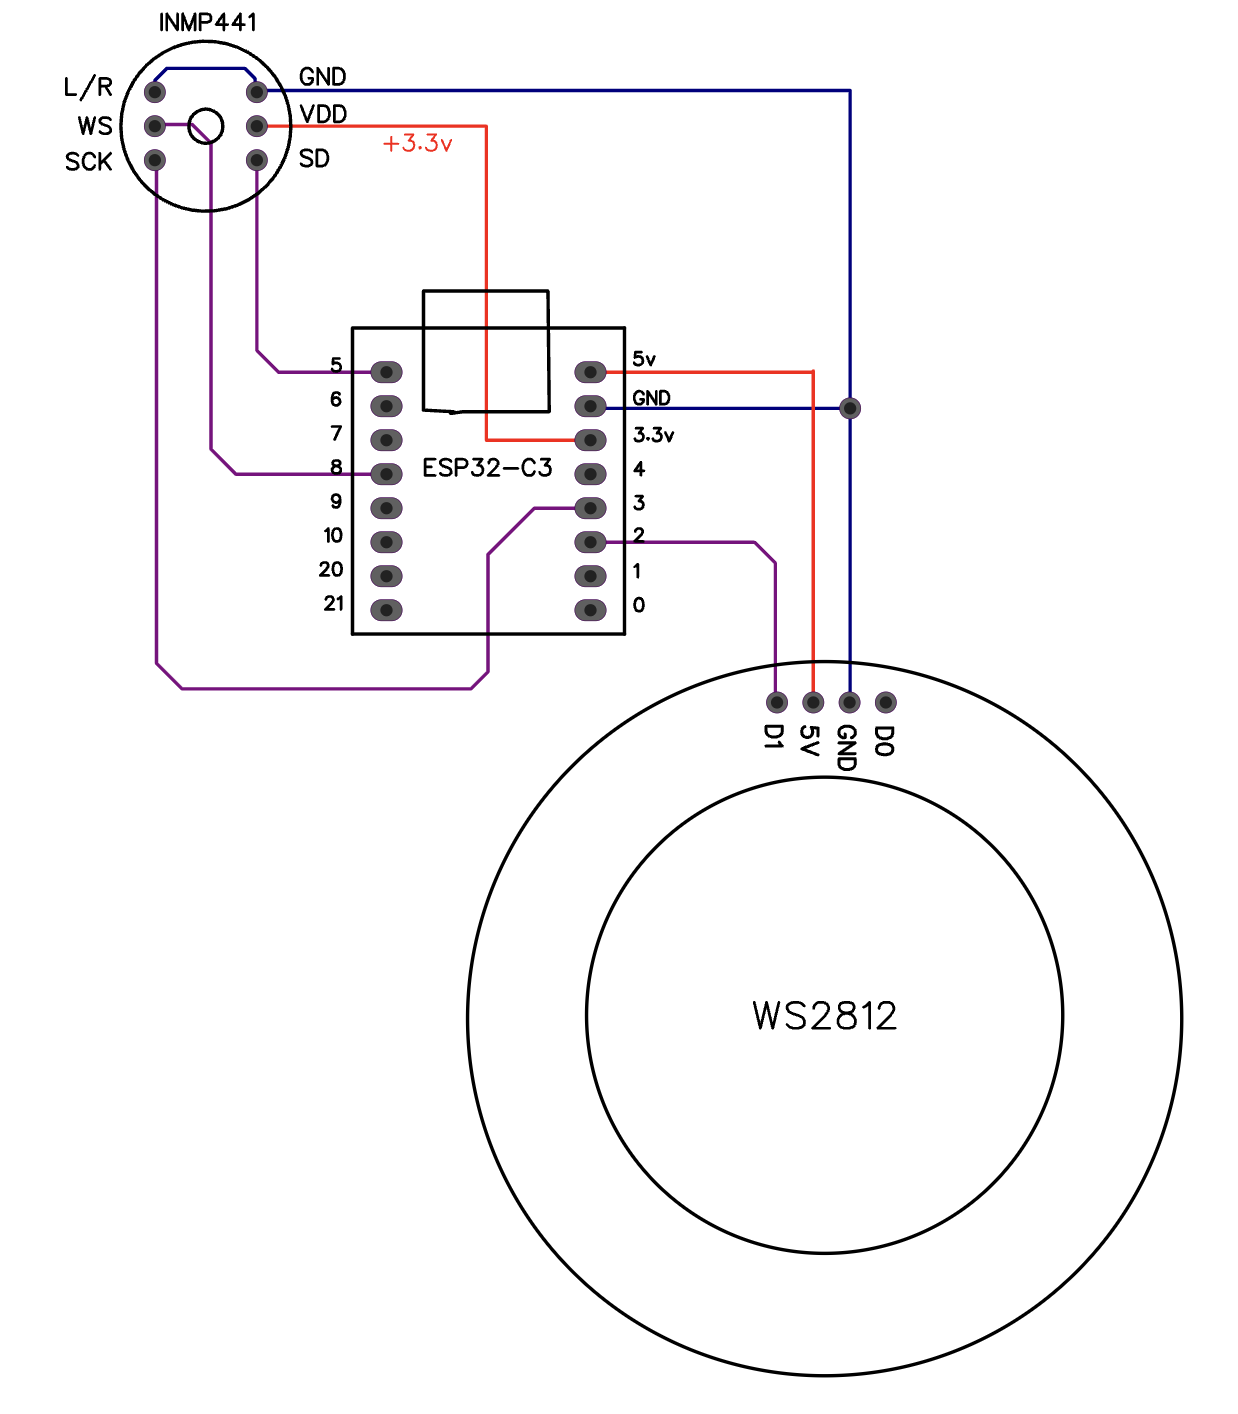 INMP441
L/R
GND
WS
VDD
+3.3v
SCK
SD
5
5v
6
GND
7
3.3v
8
ESP32-C3
4
9
3
10
2
20
1
21
0
D1
5V
GND
D0
WS2812